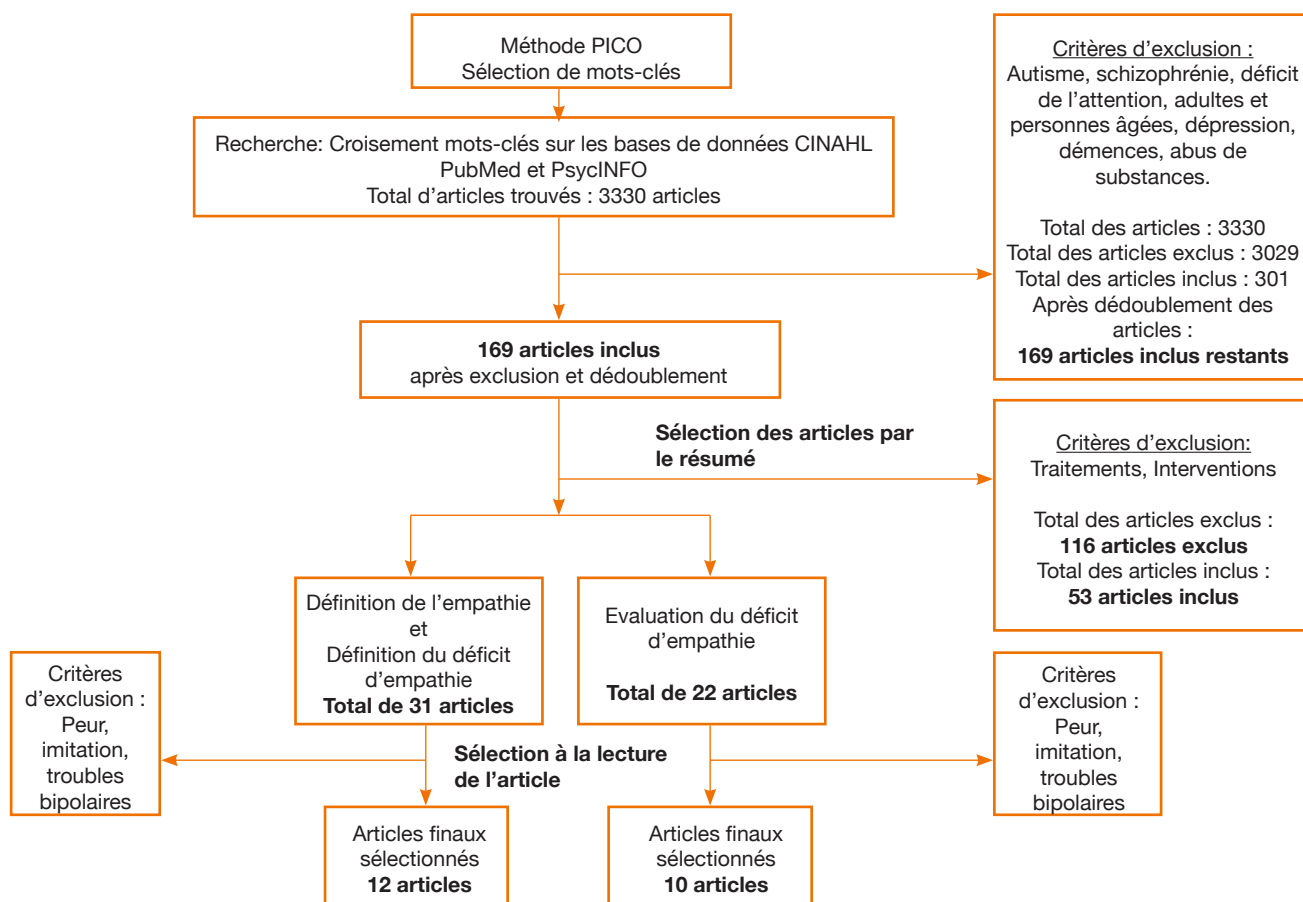 Méthode PICO
Sélection de mots-clés
Recherche: Croisement mots-clés sur les bases de données CINAHL
PubMed et PsycINFO
Total d'articles trouvés : 3330 articles
Critères d'exclusion :
Autisme, schizophrénie, déficit
de l'attention, adultes et
personnes âgées, dépression,
démences, abus de
substances.
Total des articles : 3330
Total des articles exclus : 3029
Total des articles inclus : 301
Après dédoublement des
articles :
169 articles inclus restants
169 articles inclus
après exclusion et dédoublement
Sélection des articles par
le résumé
Critères d'exclusion:
Traitements, Interventions
Total des articles exclus :
116 articles exclus
Total des articles inclus :
53 articles inclus
Définition de l'empathie
et
Définition du déficit
d'empathie
Total de 31 articles
Evaluation du déficit
d'empathie
Total de 22 articles
Critères
d'exclusion :
Peur,
imitation,
troubles
bipolaires
Sélection à la lecture
de l'article
Critères
d'exclusion :
Peur,
imitation,
troubles
bipolaires
Articles finaux
sélectionnés
12 articles
Articles finaux
sélectionnés
10 articles